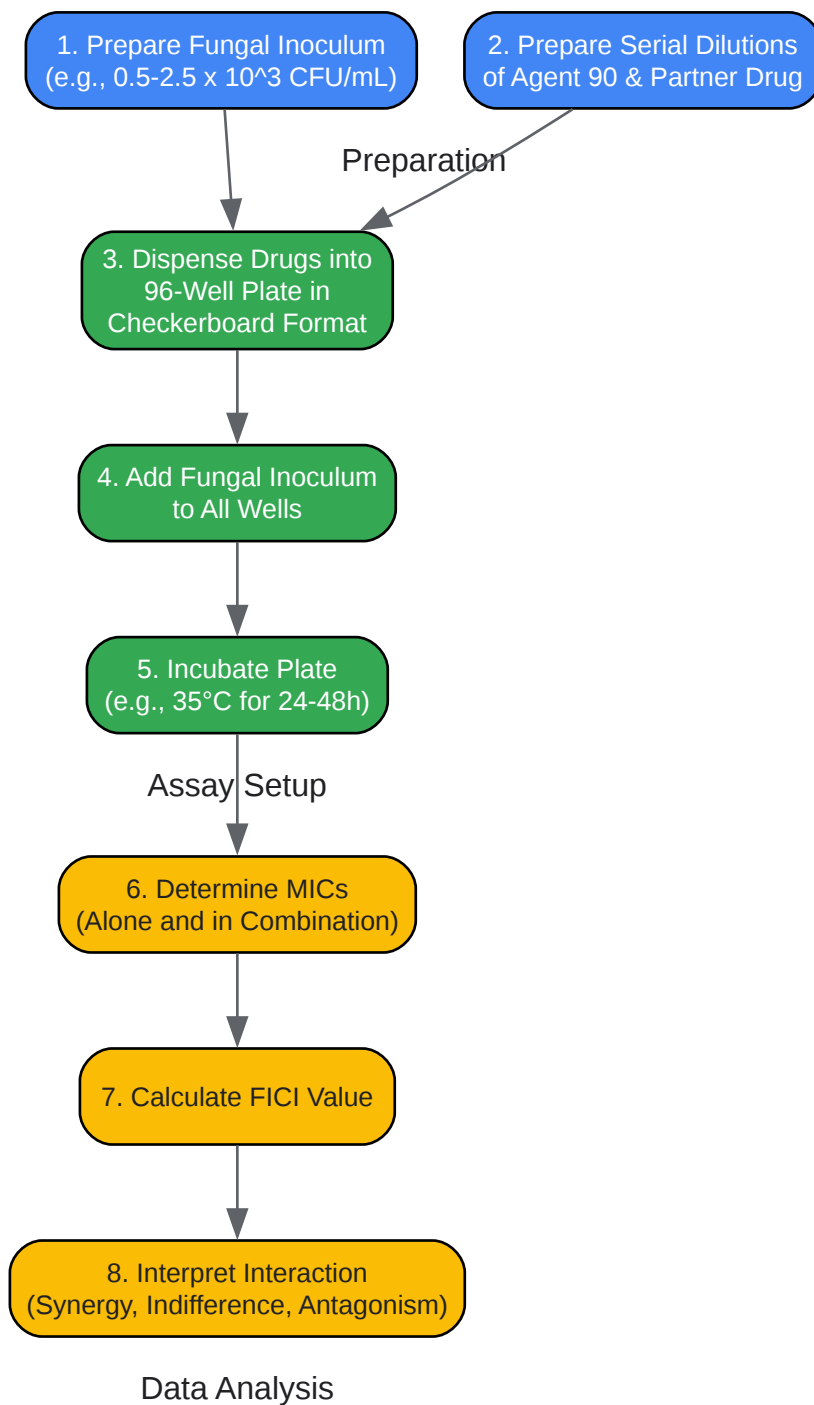 1. Prepare Fungal Inoculum
(e.g., 0.5-2.5 x 10^3 CFU/mL)
2. Prepare Serial Dilutions
of Agent 90 & Partner Drug
Preparation
3. Dispense Drugs into
96-Well Plate in
Checkerboard Format
4. Add Fungal Inoculum
to All Wells
5. Incubate Plate
(e.g., 35°C for 24-48h)
Assay Setup
6. Determine MICs
(Alone and in Combination)
7. Calculate FICI Value
8. Interpret Interaction
(Synergy, Indifference, Antagonism)
Data Analysis